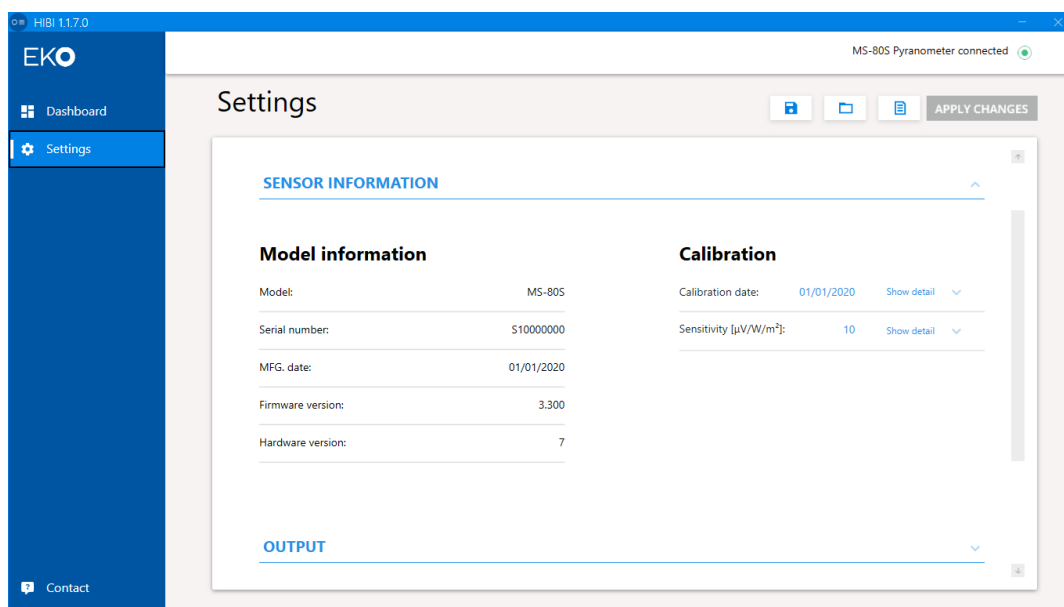 HIBI 1.1.7.0
EKO
MS-80S Pyranometer connected
Dashboard
Settings
Contact
Settings
APPLY CHANGES
SENSOR INFORMATION
Model information
Model: MS-80S
Serial number: S10000000
MFG. date: 01/01/2020
Firmware version: 3.300
Hardware version: 7
Calibration
Calibration date: 01/01/2020 Show detail
Sensitivity [µV/W/m²]: 10 Show detail
OUTPUT